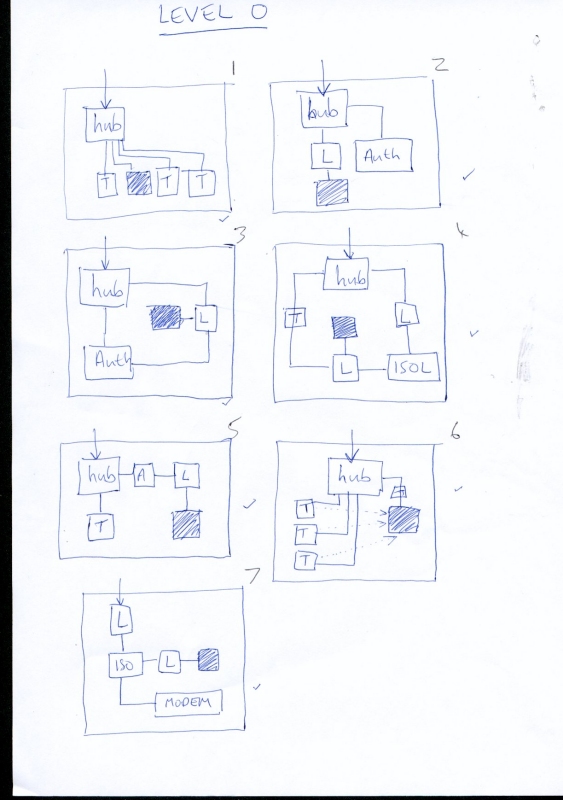 LEVEL 0
1
hub
T T T
2
hub
L Auth
3
hub
L
Auth
4
hub
T L
L ISOL
5
hub A L
T
6
hub
T
T
T
7
L
ISO L
MODEM